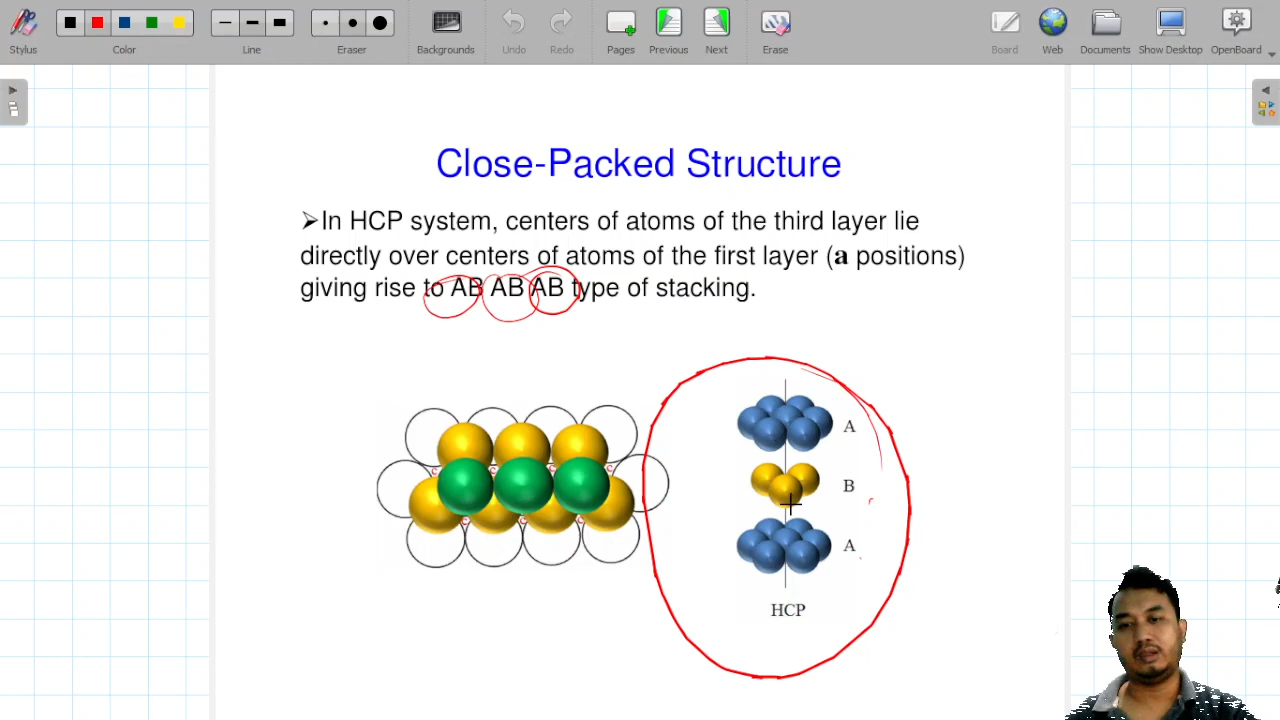 Stylus
Color
Line
Eraser
Backgrounds
Undo
Redo
Pages
Previous
Next
Erase
Board
Web
Documents
Show Desktop
OpenBoard
Close-Packed Structure
➢In HCP system, centers of atoms of the third layer lie
directly over centers of atoms of the first layer (a positions)
giving rise to AB AB AB type of stacking.
c c c c
c c c
A
B
A
HCP